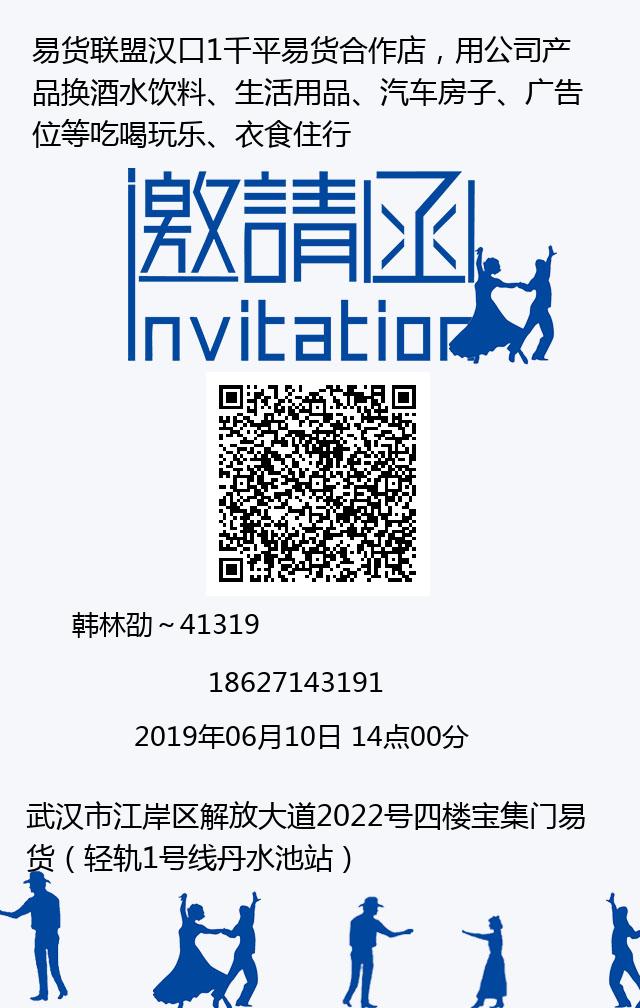 易货联盟汉口1千平易货合作店，用公司产
品换酒水饮料、生活用品、汽车房子、广告
位等吃喝玩乐、衣食住行
邀請函
Invitation
韩林劭～41319
18627143191
2019年06月10日 14点00分
武汉市江岸区解放大道2022号四楼宝集门易
货（轻轨1号线丹水池站）